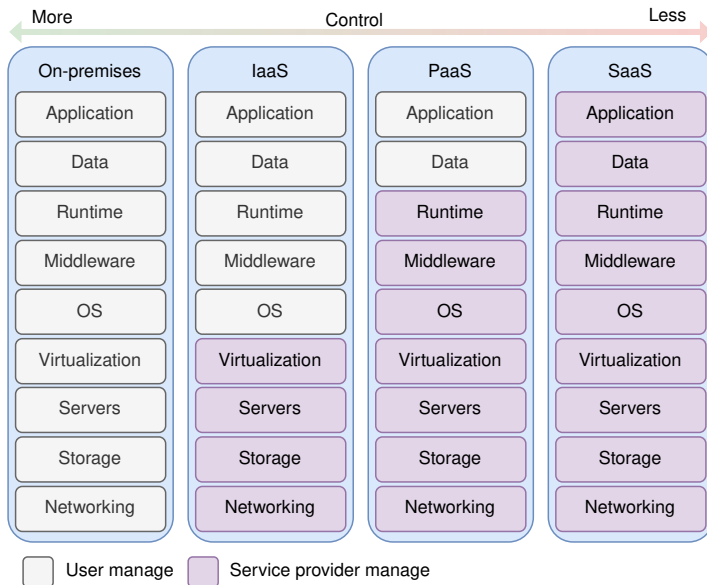 More Control Less
On-premises IaaS PaaS SaaS
Application Application Application Application
Data Data Data Data
Runtime Runtime Runtime Runtime
Middleware Middleware Middleware Middleware
OS OS OS OS
Virtualization Virtualization Virtualization Virtualization
Servers Servers Servers Servers
Storage Storage Storage Storage
Networking Networking Networking Networking
User manage Service provider manage